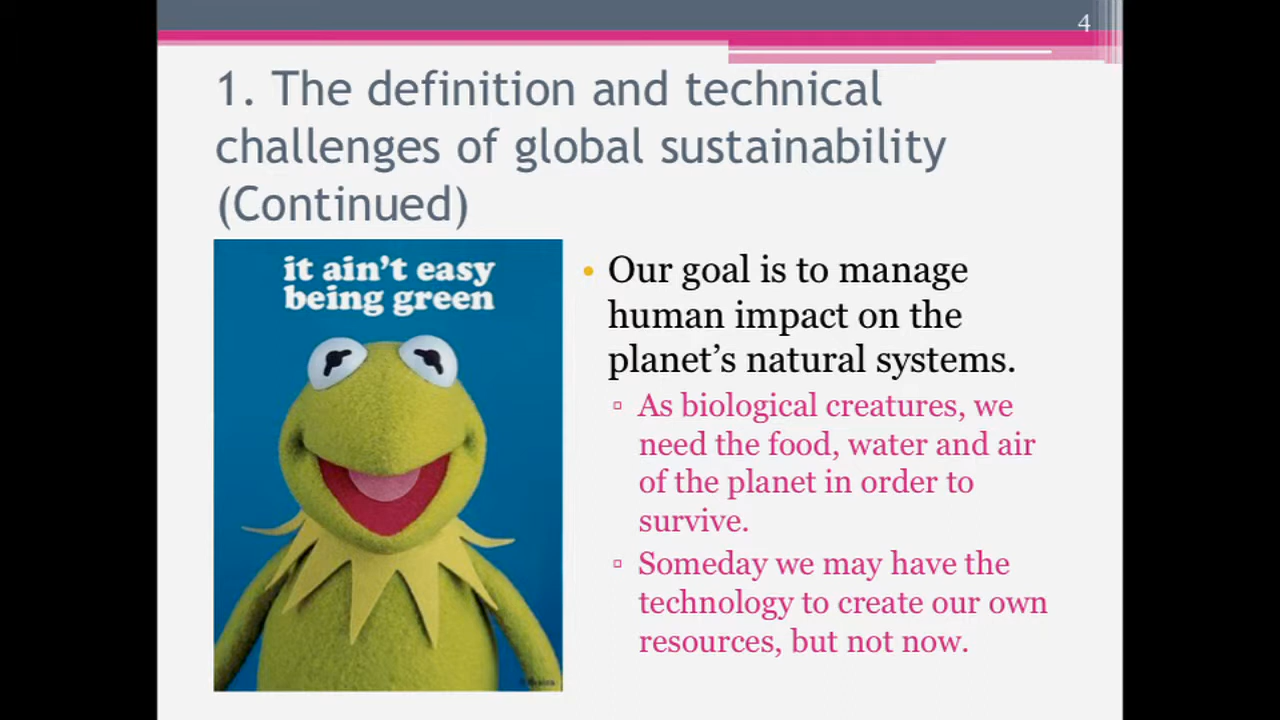 4
1. The definition and technical
challenges of global sustainability
(Continued)
it ain't easy
being green
• Our goal is to manage
human impact on the
planet's natural systems.
▫ As biological creatures, we
need the food, water and air
of the planet in order to
survive.
▫ Someday we may have the
technology to create our own
resources, but not now.